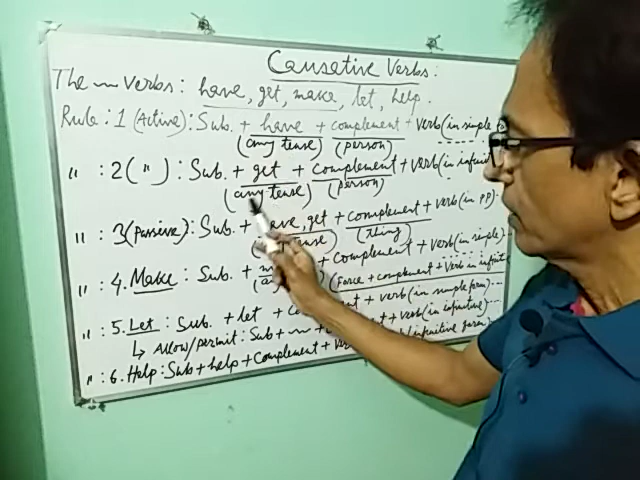 Causative Verbs:
The ~ verbs: have, get, make, let, help.
Rule: 1 (Active): Sub. + have + complement + verb (in simple
(any tense) (person)
" : 2 ( " ) : Sub. + get + complement + verb (in infinit
(any tense) (person)
" : 3 (Passive): Sub. + have, get + complement + verb (in PP).
tense) (thing)
" : 4. Make: Sub. + complement + verb (in simple)
(Force + complement + verb in infinite
" : 5. Let: Sub. + let + verb (in simple form)...
↳ Allow/permit: Sub + ~ + verb (in infinitive)...
" : 6. Help: Sub + help + complement +